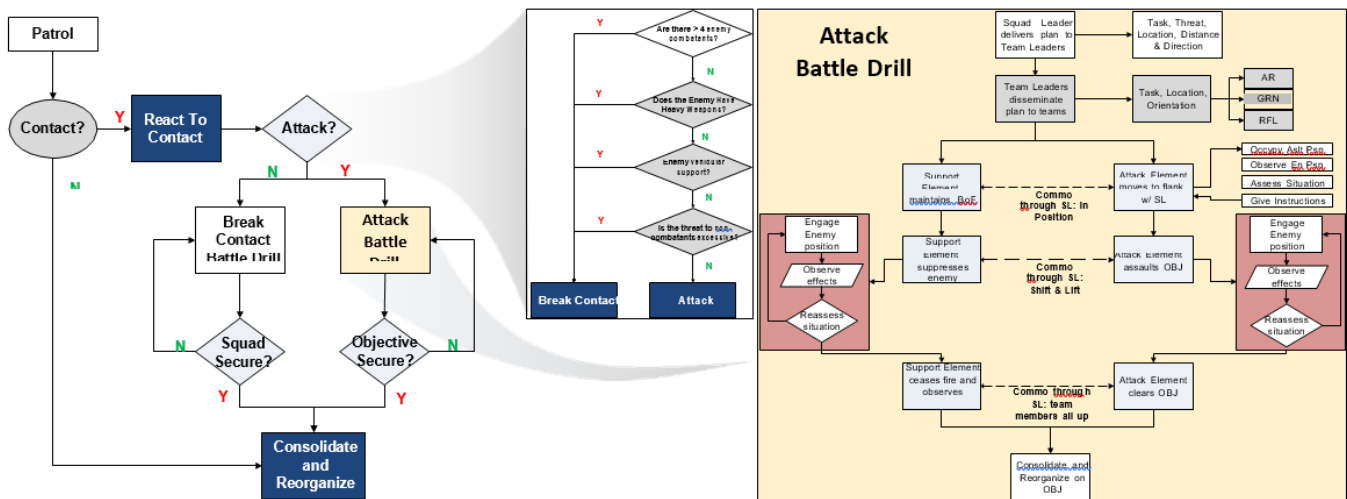 Patrol
Contact?
Y
React To
Contact
Attack?
N
Y
N
Break
Contact
Battle Drill
Attack
Battle
Drill
N
Squad
Secure?
Objective
Secure?
N
Y
Y
Consolidate
and
Reorganize
Y
Are there > 4 enemy
combatants?
N
Y
Does the Enemy Have
Heavy Weapons?
N
Y
Enemy vehicular
support?
N
Y
Is the threat to non
combatants excessive?
N
Break Contact
Attack
Attack
Battle Drill
Squad Leader
delivers plan to
Team Leaders
Task, Threat,
Location, Distance
& Direction
Team Leaders
disseminate
plan to teams
Task, Location,
Orientation
AR
GRN
RFL
Support
Element
maintains BoF
Commo
through SL: In
Position
Attack Element
moves to flank
w/ SL
Occupy Aslt Psn.
Observe En Psn.
Assess Situation
Give Instructions
Engage
Enemy
position
Observe
effects
Reassess
situation
Support
Element
suppresses
enemy
Commo
through SL:
Shift & Lift
Attack Element
assaults OBJ
Engage
Enemy
position
Observe
effects
Reassess
situation
Support Element
ceases fire and
observes
Commo through
SL: team
members all up
Attack Element
clears OBJ
Consolidate and
Reorganize on
OBJ